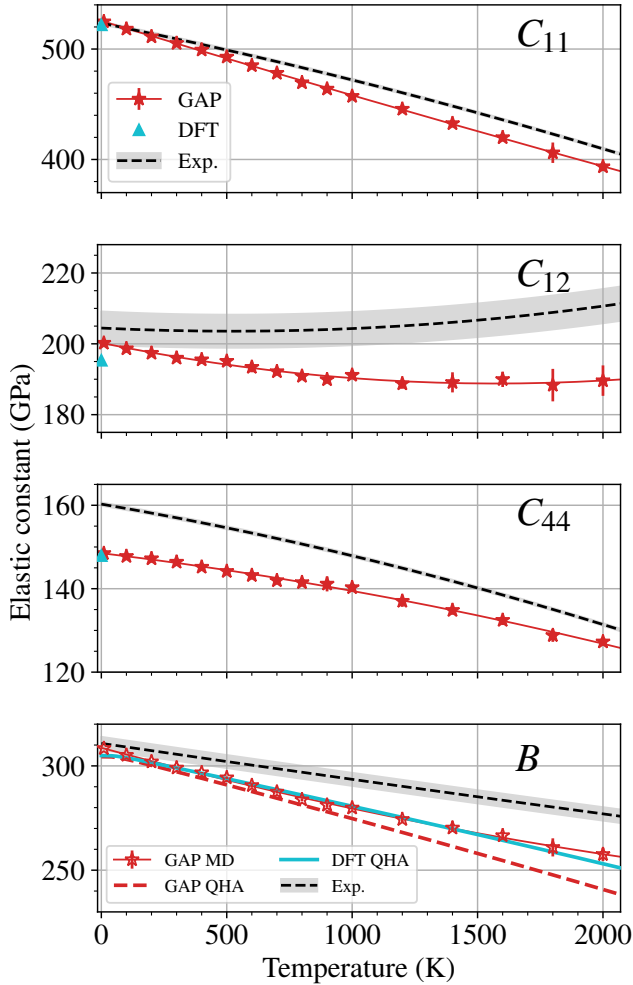 C11
500
400
GAP
DFT
Exp.
C12
220
200
180
Elastic constant (GPa)
C44
160
140
120
B
300
250
GAP MD
DFT QHA
GAP QHA
Exp.
0
500
1000
1500
2000
Temperature (K)